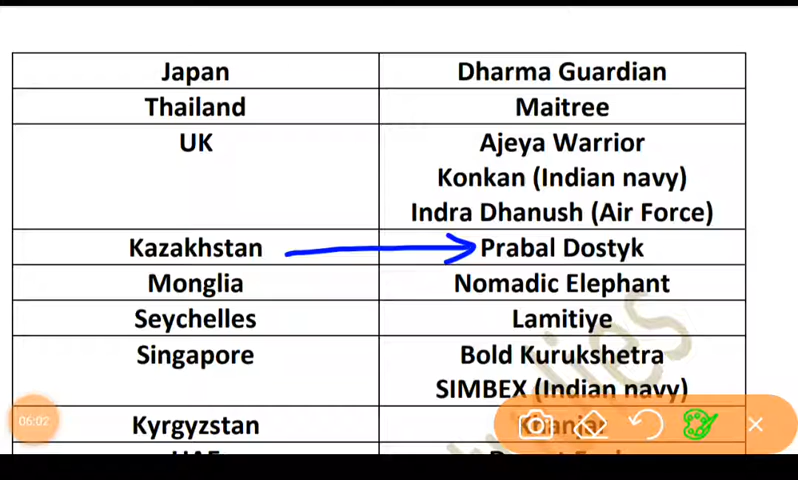 Japan Dharma Guardian
Thailand Maitree
UK Ajeya Warrior
Konkan (Indian navy)
Indra Dhanush (Air Force)
Kazakhstan Prabal Dostyk
Monglia Nomadic Elephant
Seychelles Lamitiye
Singapore Bold Kurukshetra
SIMBEX (Indian navy)
06:02
Kyrgyzstan Khanjar